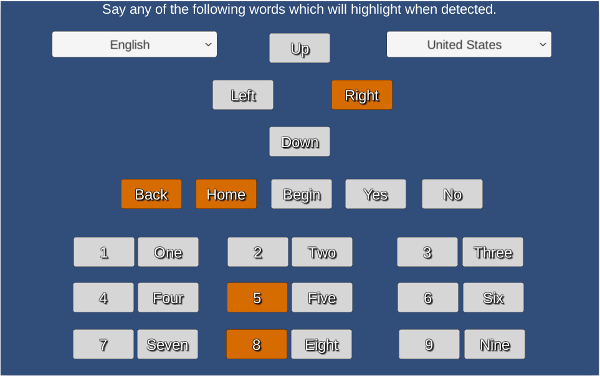 Say any of the following words which will highlight when detected.
English Up United States
Left Right
Down
Back Home Begin Yes No
1 One 2 Two 3 Three
4 Four 5 Five 6 Six
7 Seven 8 Eight 9 Nine